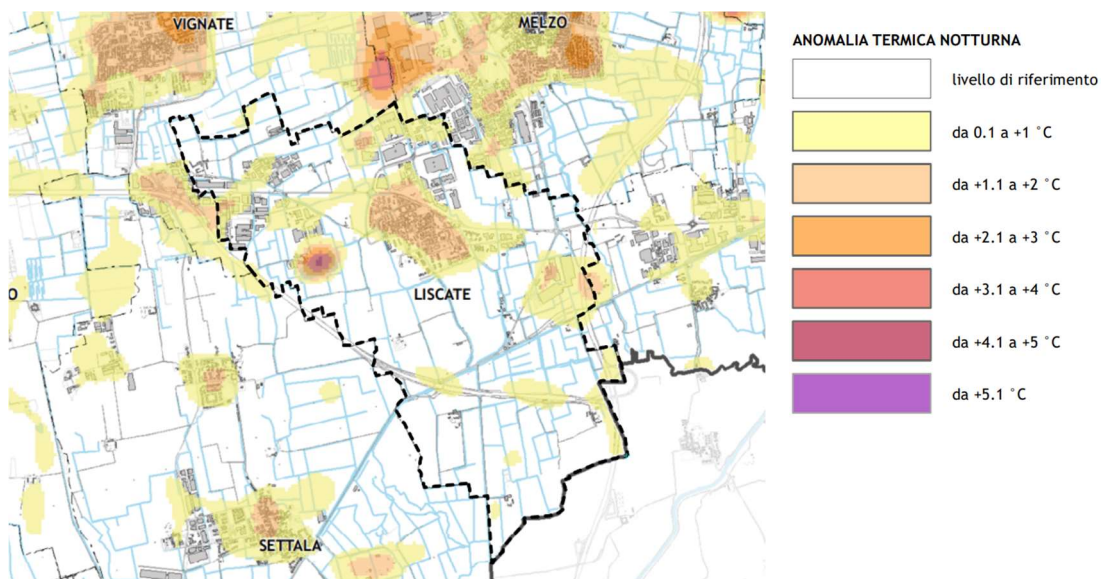 VIGNATE
MELZO
LISCATE
O
SETTALA
ANOMALIA TERMICA NOTTURNA
livello di riferimento
da 0.1 a +1 °C
da +1.1 a +2 °C
da +2.1 a +3 °C
da +3.1 a +4 °C
da +4.1 a +5 °C
da +5.1 °C